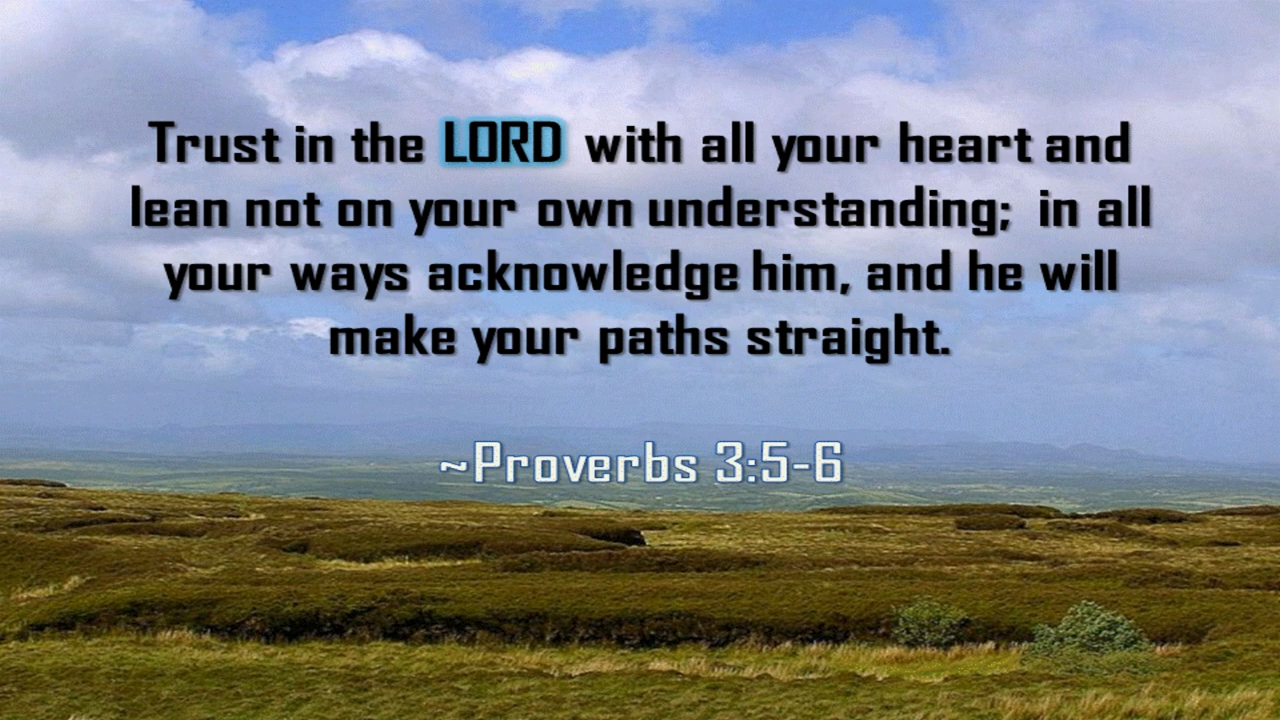 Trust in the LORD with all your heart and
lean not on your own understanding; in all
your ways acknowledge him, and he will
make your paths straight.
~Proverbs 3:5-6